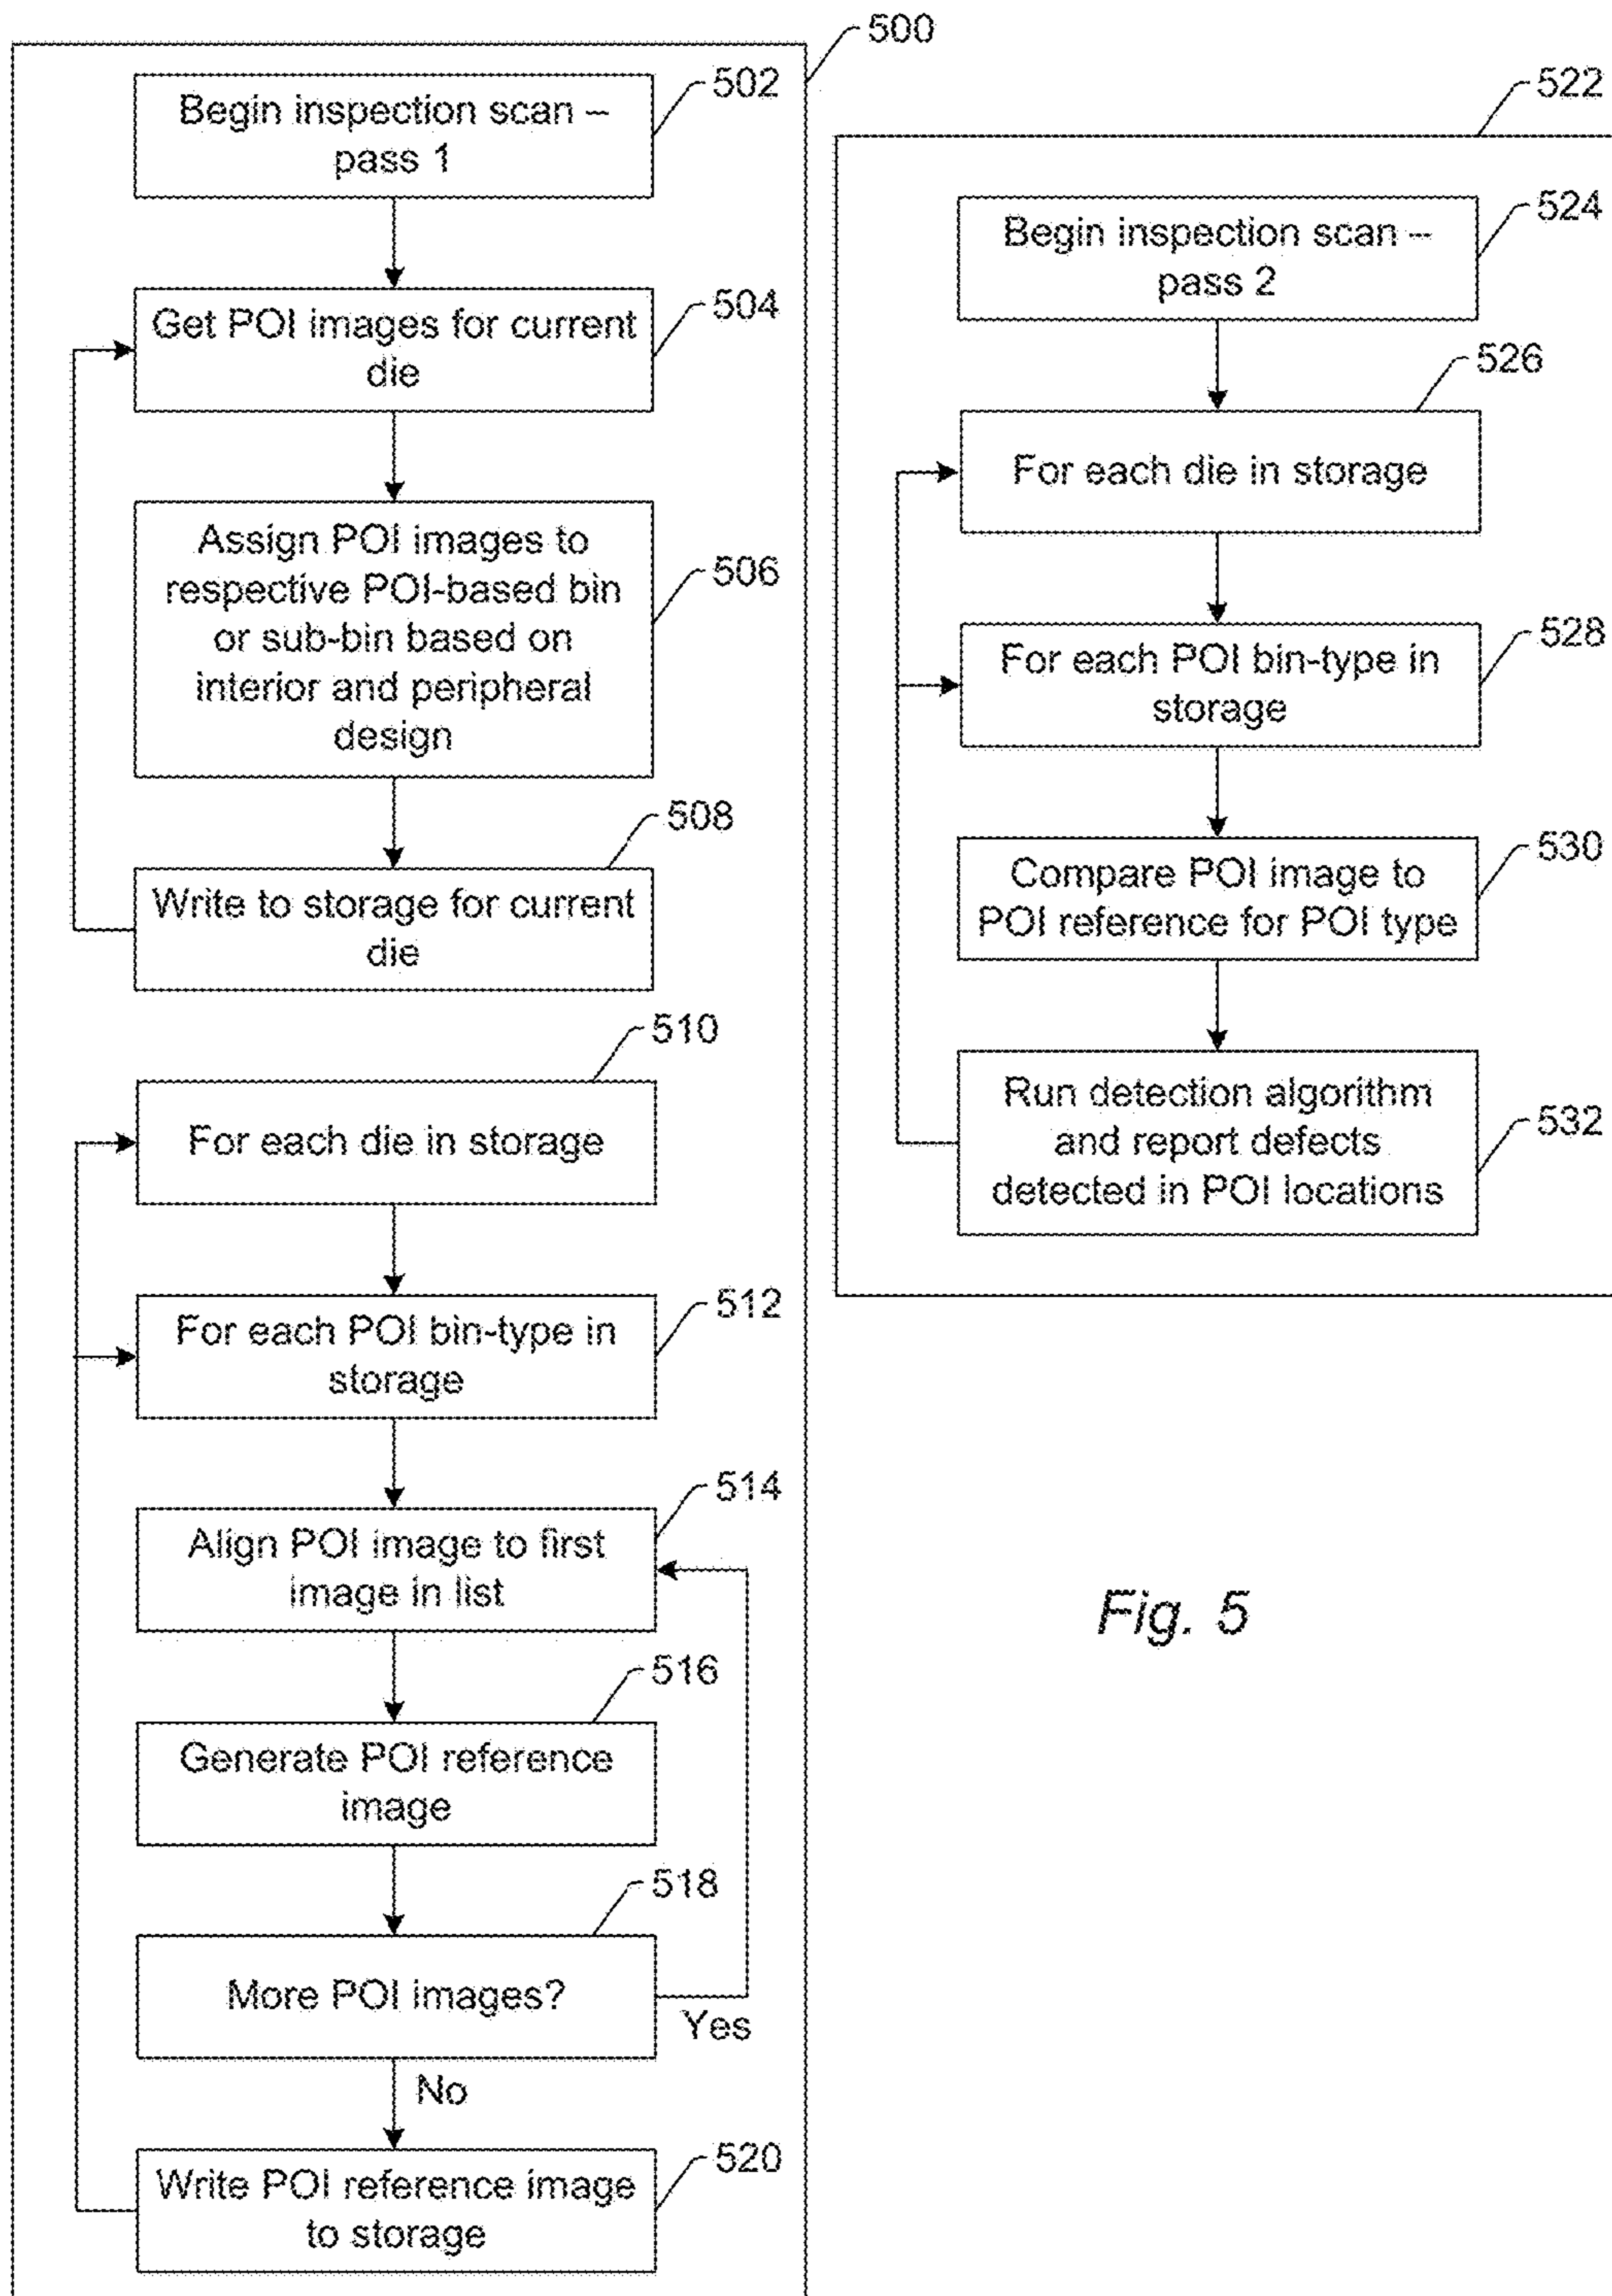 500
502
Begin inspection scan –
pass 1
504
Get POI images for current
die
506
Assign POI images to
respective POI-based bin
or sub-bin based on
interior and peripheral
design
508
Write to storage for current
die
510
For each die in storage
512
For each POI bin-type in
storage
514
Align POI image to first
image in list
516
Generate POI reference
image
518
More POI images?
Yes
No
520
Write POI reference image
to storage
522
524
Begin inspection scan –
pass 2
526
For each die in storage
528
For each POI bin-type in
storage
530
Compare POI image to
POI reference for POI type
532
Run detection algorithm
and report defects
detected in POI locations
Fig. 5